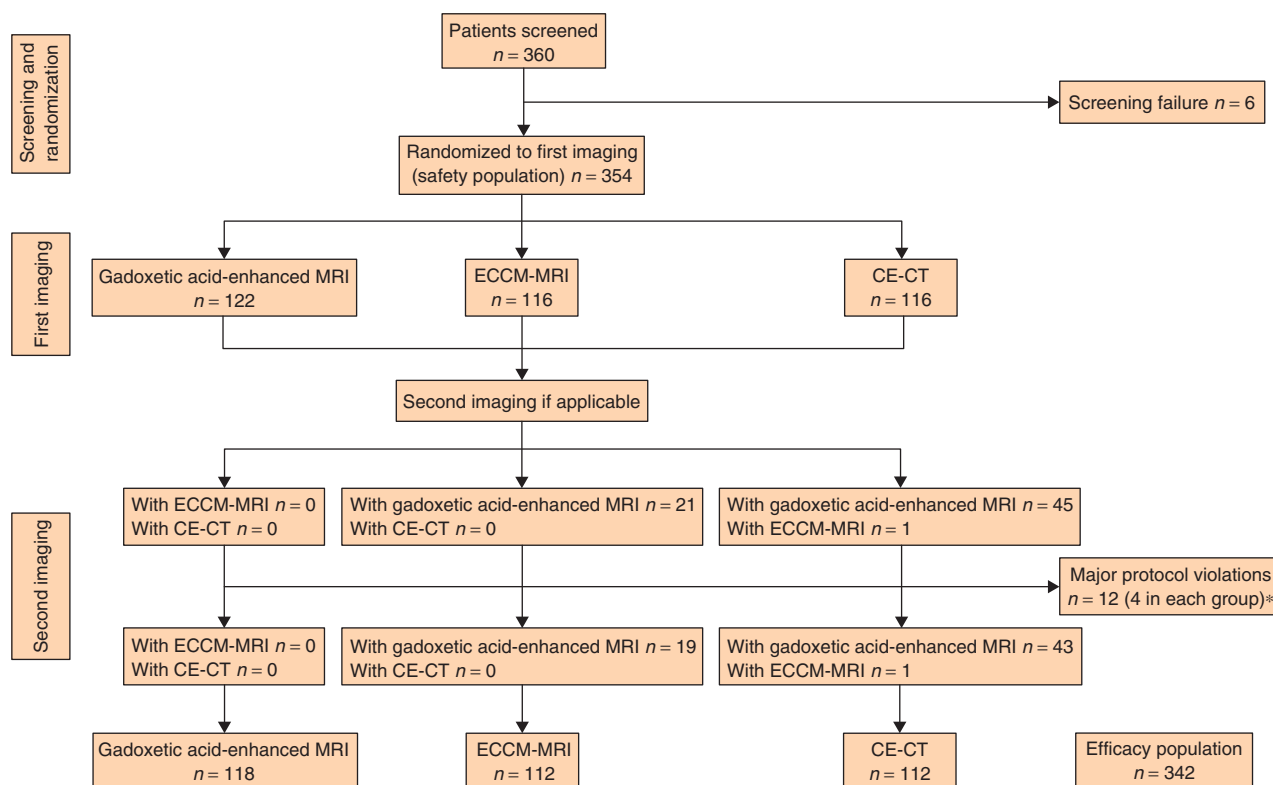 Screening and
randomization
Patients screened
n = 360
Screening failure n = 6
Randomized to first imaging
(safety population) n = 354
First imaging
Gadoxetic acid-enhanced MRI
n = 122
ECCM-MRI
n = 116
CE-CT
n = 116
Second imaging if applicable
Second imaging
With ECCM-MRI n = 0
With CE-CT n = 0
With gadoxetic acid-enhanced MRI n = 21
With CE-CT n = 0
With gadoxetic acid-enhanced MRI n = 45
With ECCM-MRI n = 1
Major protocol violations
n = 12 (4 in each group)*
With ECCM-MRI n = 0
With CE-CT n = 0
With gadoxetic acid-enhanced MRI n = 19
With CE-CT n = 0
With gadoxetic acid-enhanced MRI n = 43
With ECCM-MRI n = 1
Gadoxetic acid-enhanced MRI
n = 118
ECCM-MRI
n = 112
CE-CT
n = 112
Efficacy population
n = 342